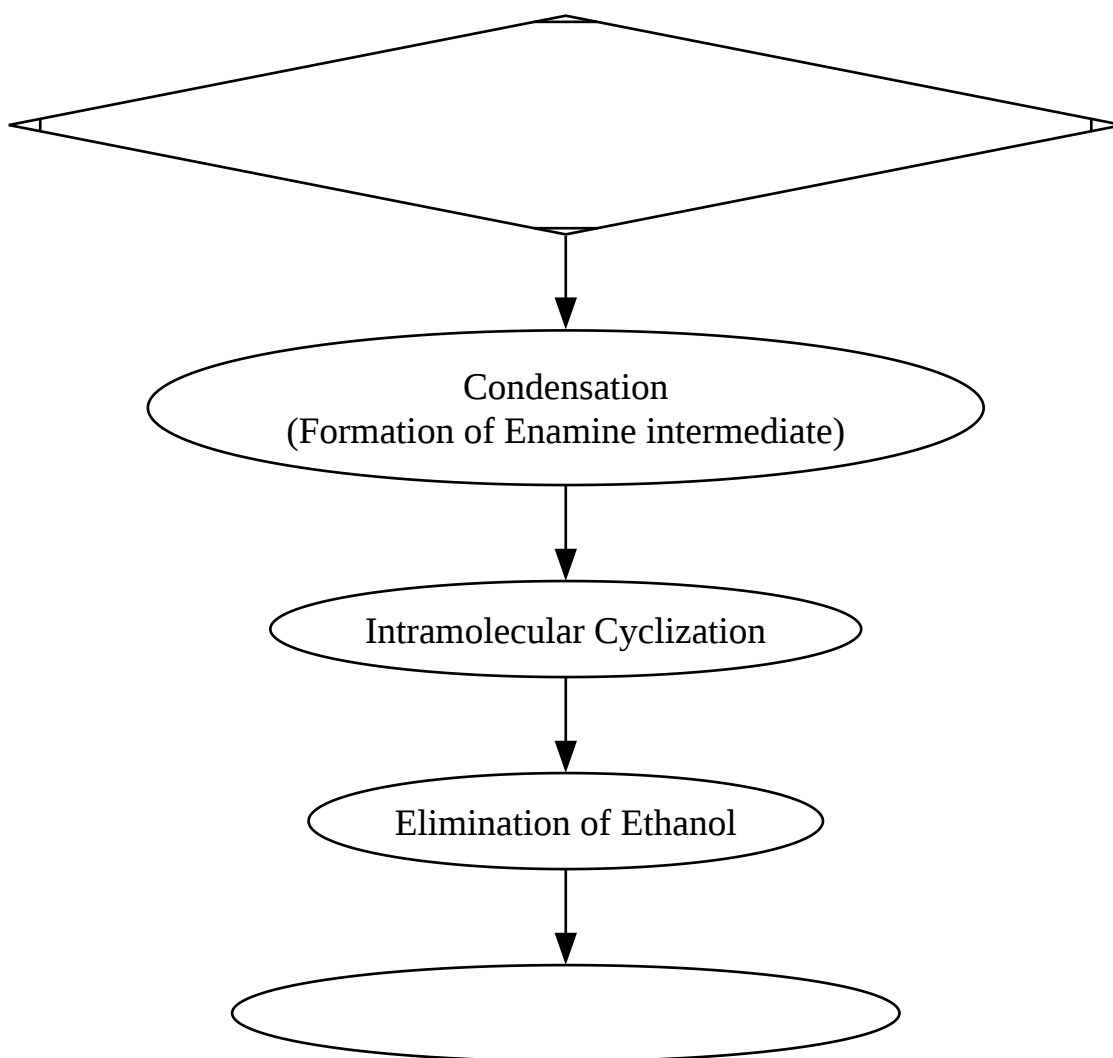 Condensation
(Formation of Enamine intermediate)
Intramolecular Cyclization
Elimination of Ethanol